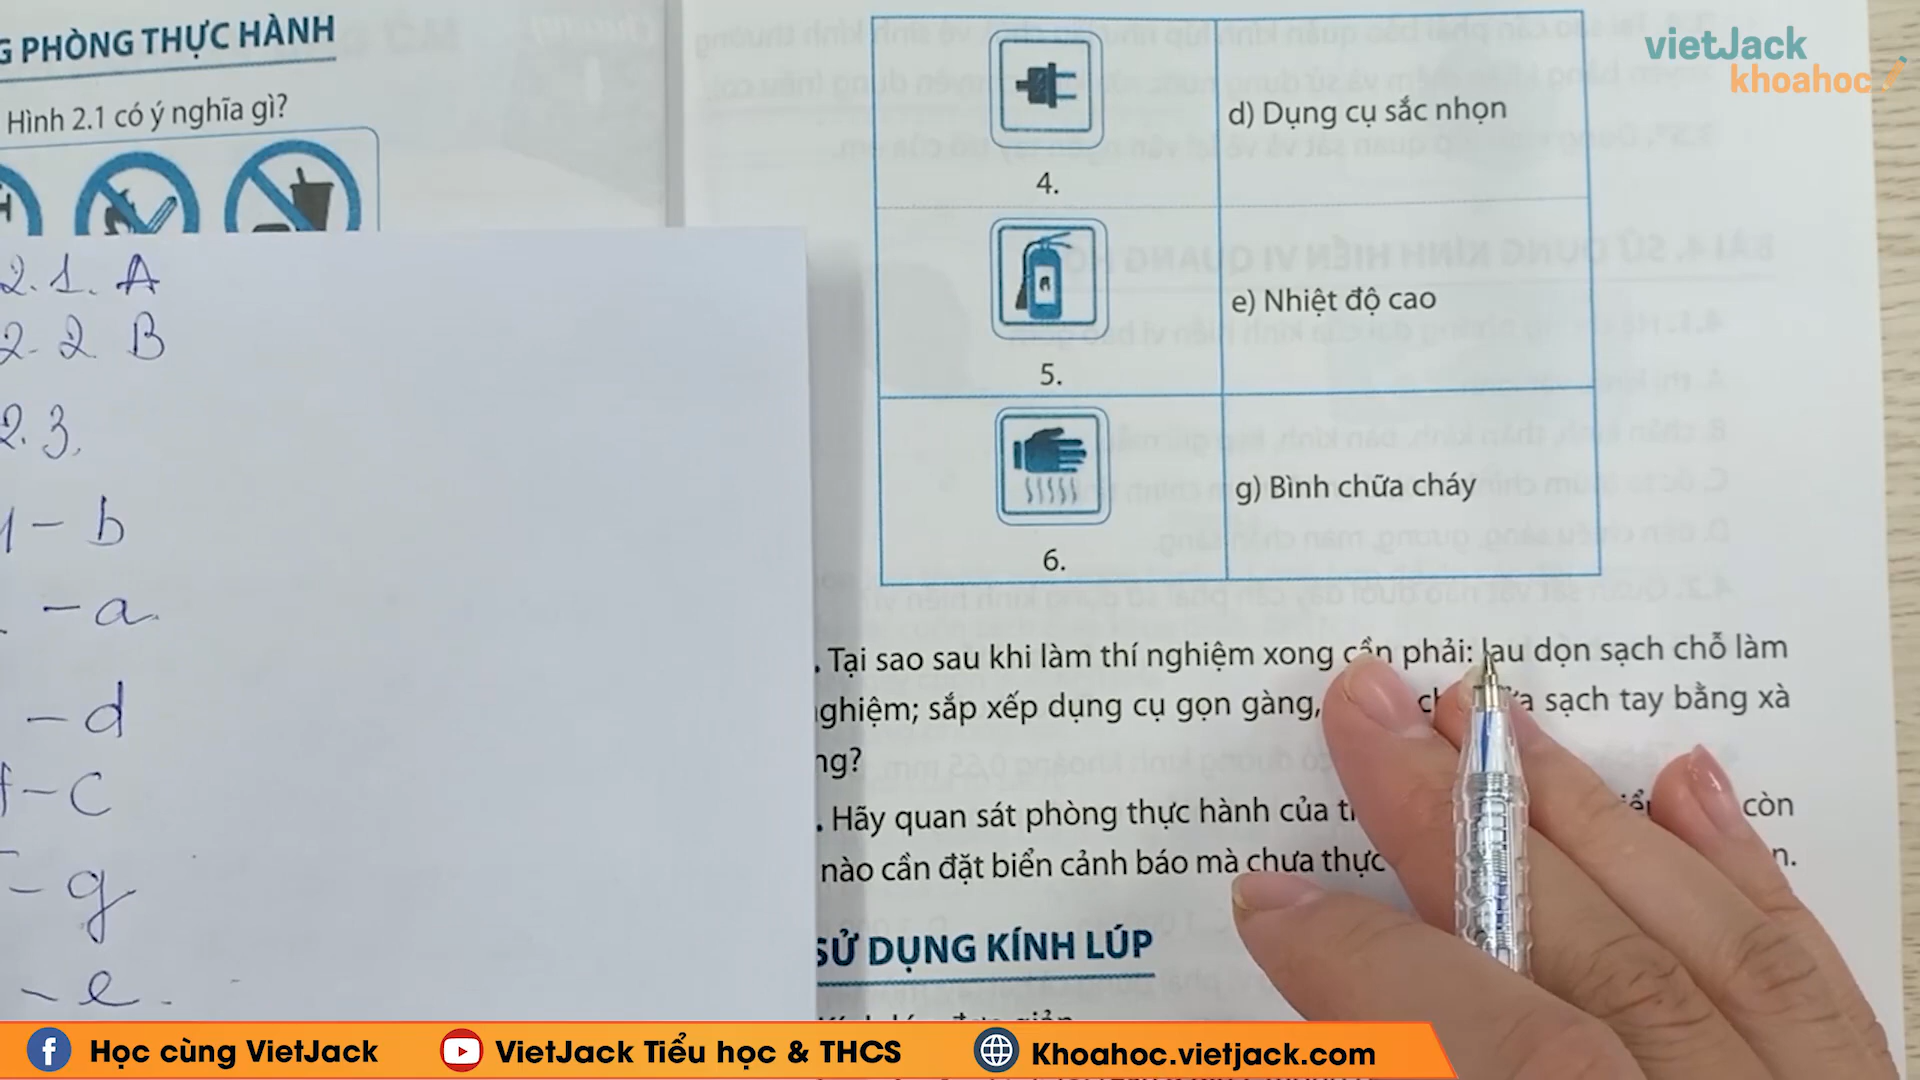 G PHÒNG THỰC HÀNH
Hình 2.1 có ý nghĩa gì?
2.1. A
2.2 B
2.3.
1 - b
- a.
- d
- c
- g
- e.
4.
d) Dụng cụ sắc nhọn
5.
e) Nhiệt độ cao
6.
g) Bình chữa cháy
. Tại sao sau khi làm thí nghiệm xong cần phải: lau dọn sạch chỗ làm
nghiệm; sắp xếp dụng cụ gọn gàng, sạch tay bằng xà
ng?
. Hãy quan sát phòng thực hành của còn
nào cần đặt biển cảnh báo mà chưa thực n.
SỬ DỤNG KÍNH LÚP
vietJack
khoahoc
Học cùng VietJack
VietJack Tiểu học & THCS
Khoahoc.vietjack.com